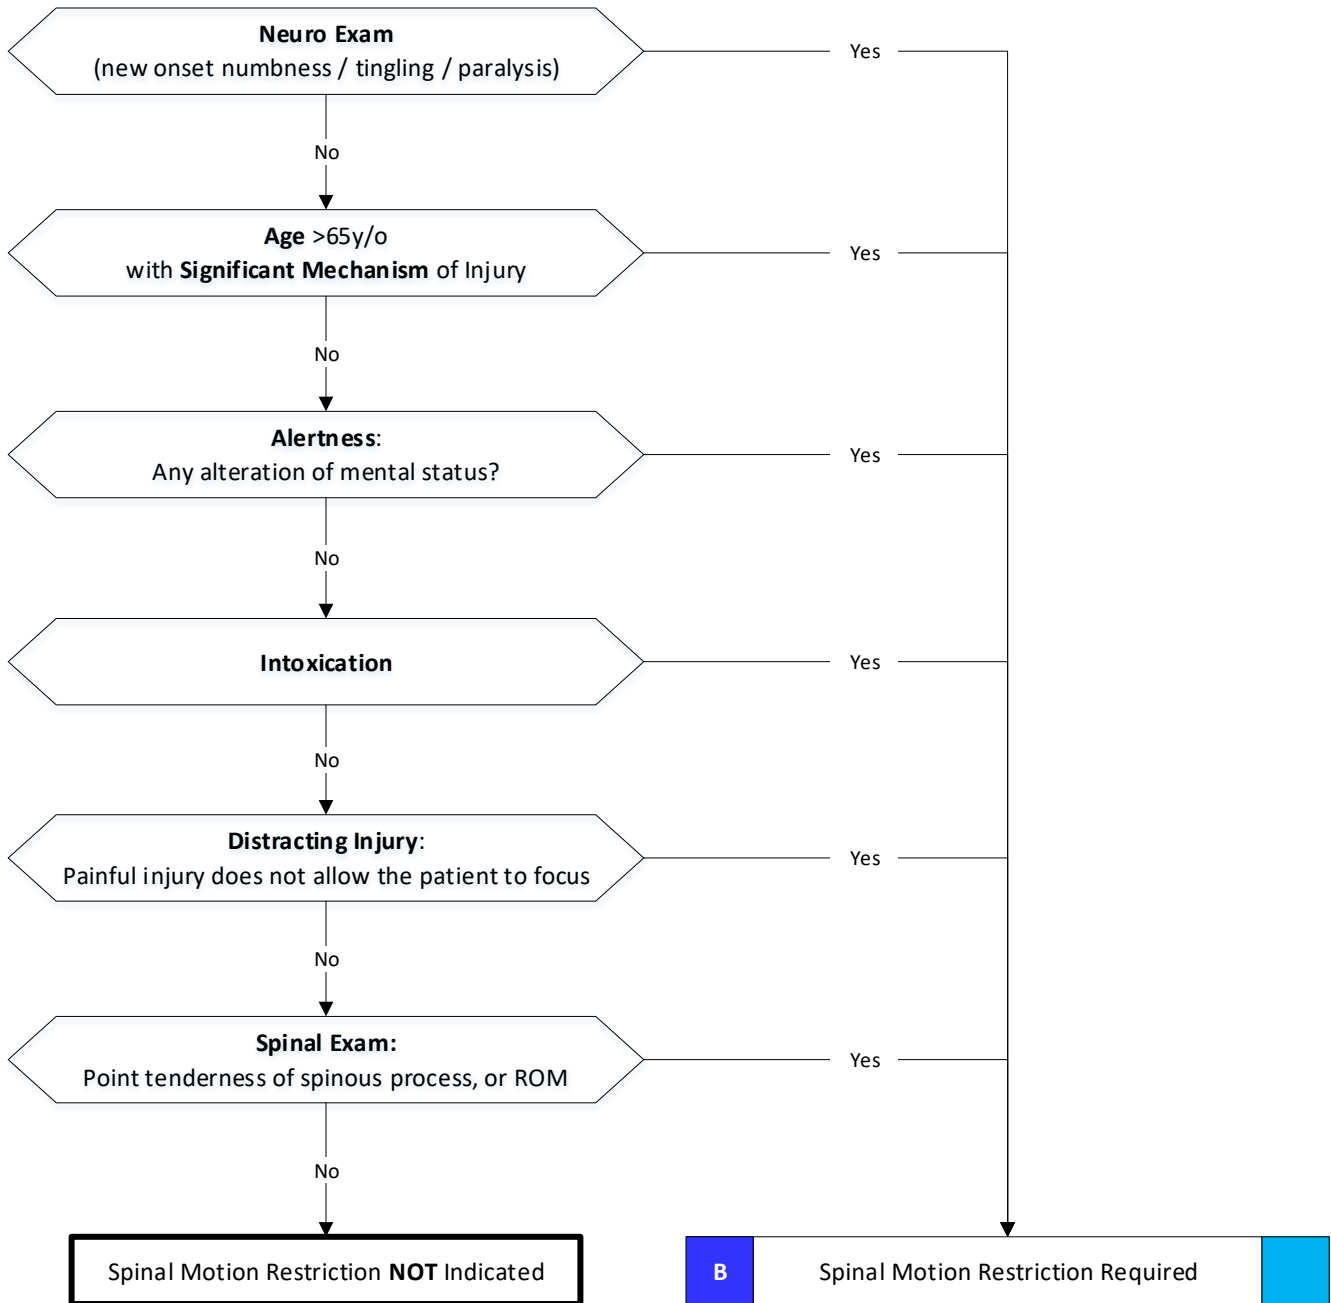 Neuro Exam
(new onset numbness / tingling / paralysis)
Yes
No
Age >65y/o
with Significant Mechanism of Injury
Yes
No
Alertness:
Any alteration of mental status?
Yes
No
Intoxication
Yes
No
Distracting Injury:
Painful injury does not allow the patient to focus
Yes
No
Spinal Exam:
Point tenderness of spinous process, or ROM
Yes
No
Spinal Motion Restriction NOT Indicated
B
Spinal Motion Restriction Required